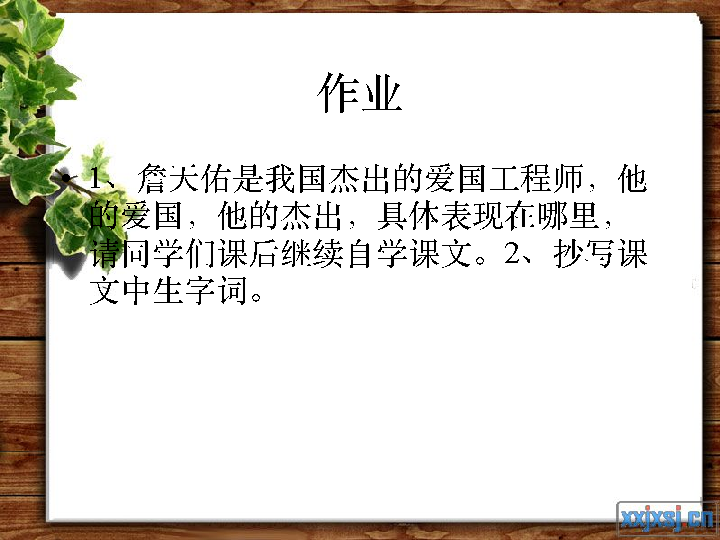 作业
• 1、詹天佑是我国杰出的爱国工程师，他
的爱国，他的杰出，具体表现在哪里，
请同学们课后继续自学课文。2、抄写课
文中生字词。
xxjxsj.cn